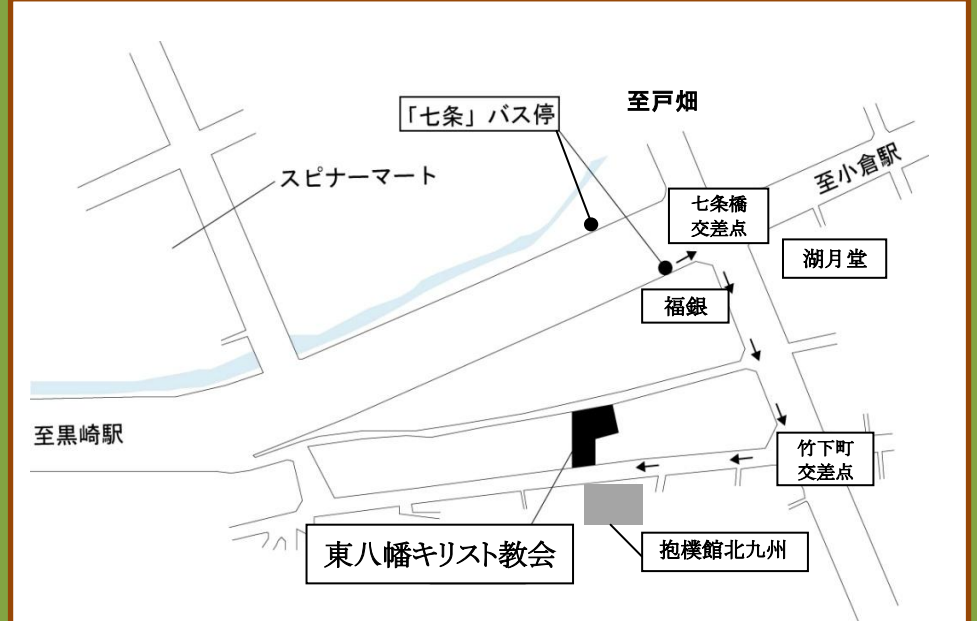 至戸畑
「七条」バス停
至小倉駅
スピナーマート
七条橋
交差点
湖月堂
福銀
至黒崎駅
竹下町
交差点
東八幡キリスト教会
抱樸館北九州